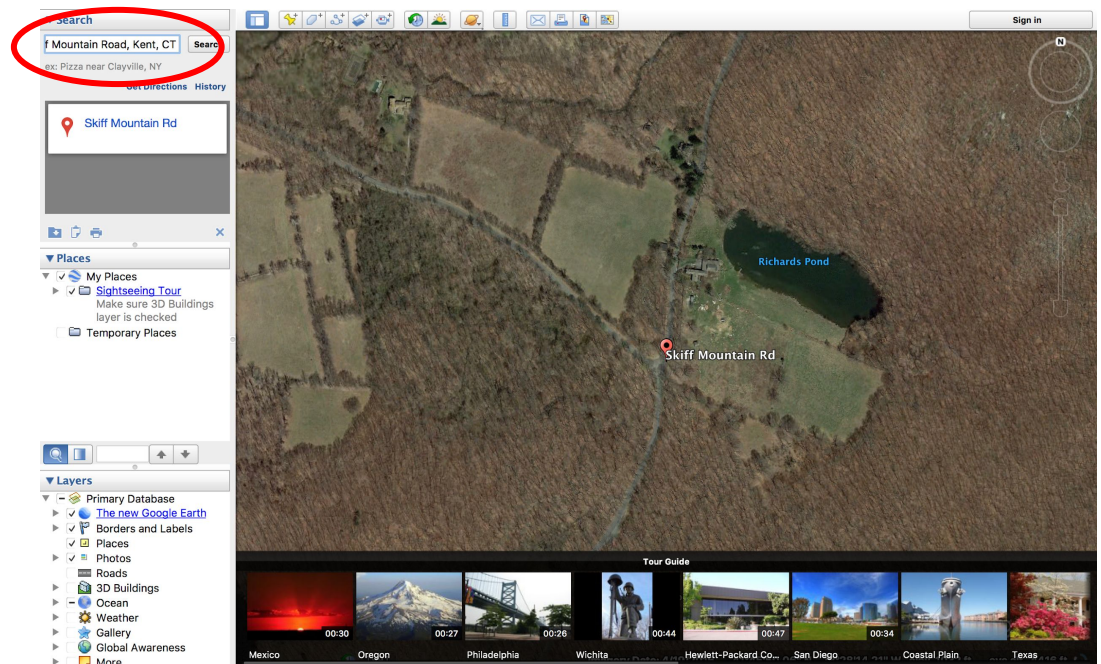 Search
Sign in
f Mountain Road, Kent, CT
Search
ex: Pizza near Clayville, NY
Get Directions History
Skiff Mountain Rd
▼ Places
My Places
Sightseeing Tour
Make sure 3D Buildings
layer is checked
Temporary Places
N
Richards Pond
Skiff Mountain Rd
▼ Layers
Primary Database
The new Google Earth
Borders and Labels
Places
Photos
Roads
3D Buildings
Ocean
Weather
Gallery
Global Awareness
More
Tour Guide
00:30
00:27
00:26
00:44
00:47
00:34
Mexico
Oregon
Philadelphia
Wichita
Hewlett-Packard Co...
San Diego
Coastal Plain
Texas